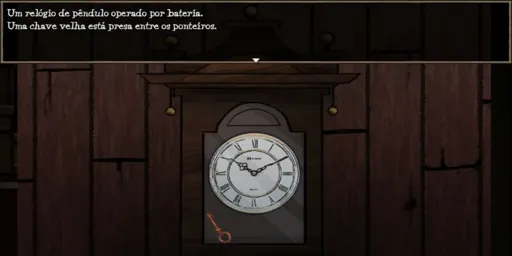 Um relógio de pêndulo operado por bateria.
Uma chave velha está presa entre os ponteiros.